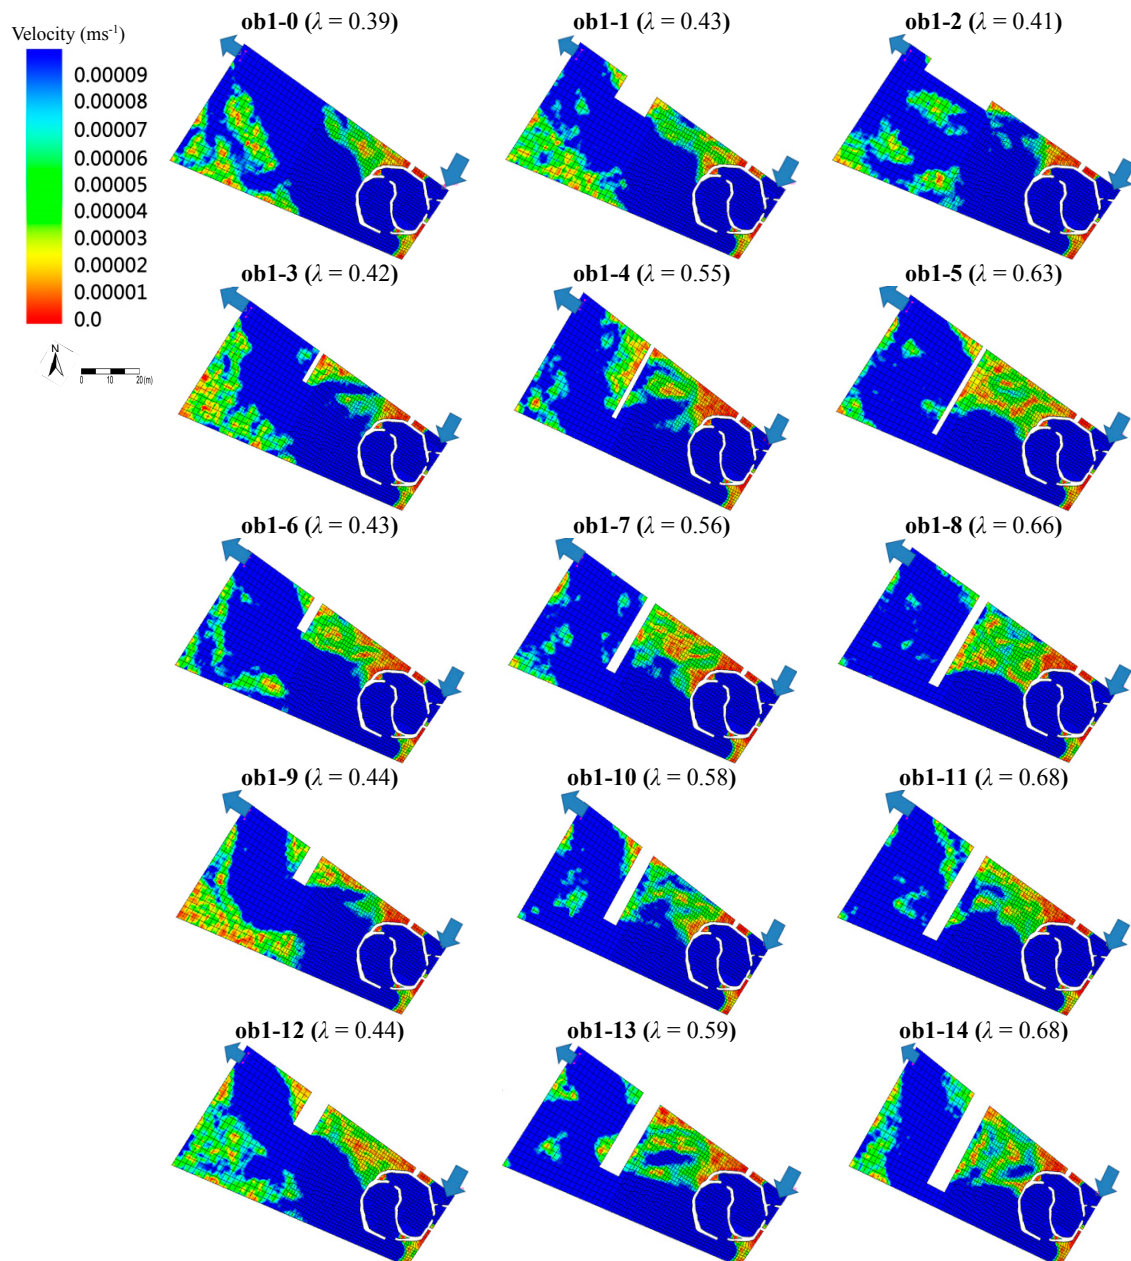 ob1-0 (λ = 0.39) ob1-1 (λ = 0.43) ob1-2 (λ = 0.41)
Velocity (ms⁻¹)
0.00009
0.00008
0.00007
0.00006
0.00005
0.00004
0.00003
0.00002
0.00001
0.0
N
0 10 20 (m)
ob1-3 (λ = 0.42) ob1-4 (λ = 0.55) ob1-5 (λ = 0.63)
ob1-6 (λ = 0.43) ob1-7 (λ = 0.56) ob1-8 (λ = 0.66)
ob1-9 (λ = 0.44) ob1-10 (λ = 0.58) ob1-11 (λ = 0.68)
ob1-12 (λ = 0.44) ob1-13 (λ = 0.59) ob1-14 (λ = 0.68)